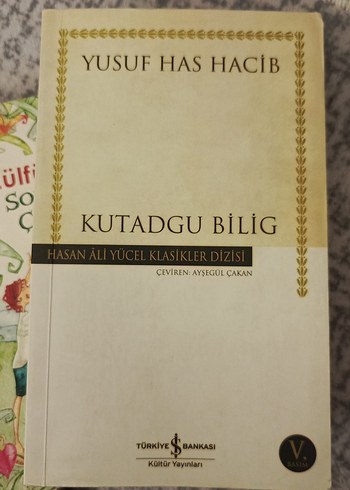 YUSUF HAS HACİB
KUTADGU BİLİG
HASAN ÂLİ YÜCEL KLASİKLER DİZİSİ
ÇEVİREN: AYŞEGÜL ÇAKAN
TÜRKİYE İŞ BANKASI
Kültür Yayınları
V.
BASIM